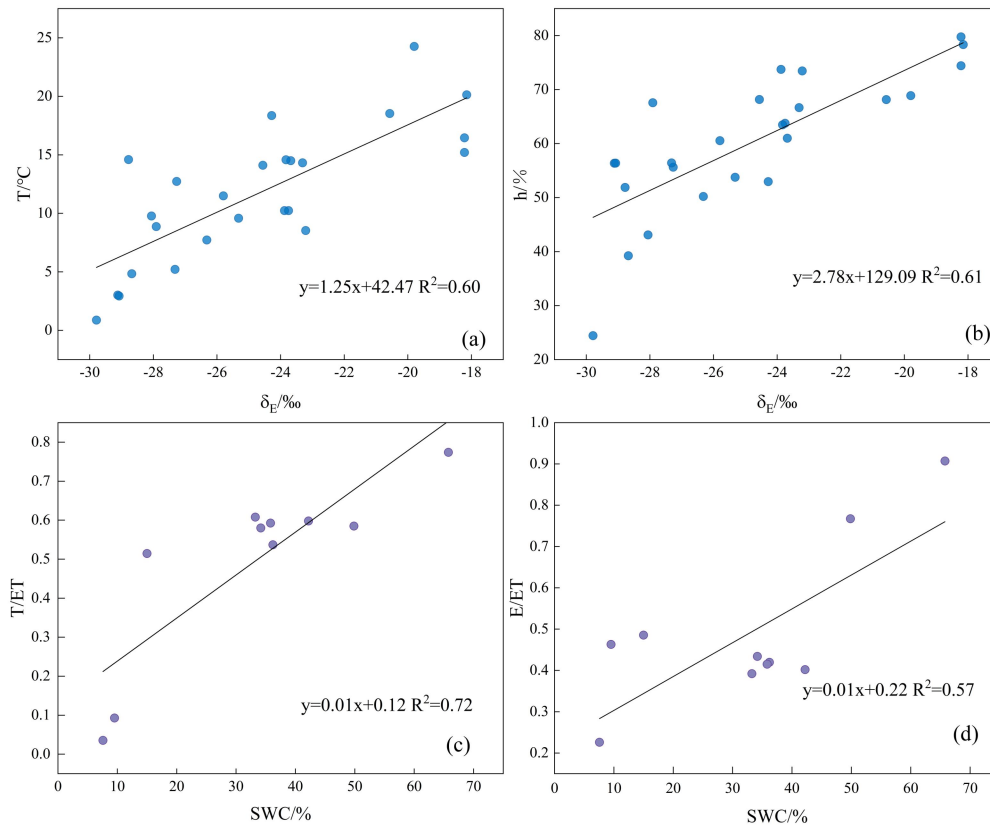 25
20
15
10
5
0
T/°C
y=1.25x+42.47 R²=0.60
(a)
-30 -28 -26 -24 -22 -20 -18
δE/‰
80
70
60
50
40
30
20
h/%
y=2.78x+129.09 R²=0.61
(b)
-30 -28 -26 -24 -22 -20 -18
δE/‰
0.8
0.7
0.6
0.5
0.4
0.3
0.2
0.1
0.0
T/ET
y=0.01x+0.12 R²=0.72
(c)
0 10 20 30 40 50 60 70
SWC/%
1.0
0.9
0.8
0.7
0.6
0.5
0.4
0.3
0.2
E/ET
y=0.01x+0.22 R²=0.57
(d)
0 10 20 30 40 50 60 70
SWC/%